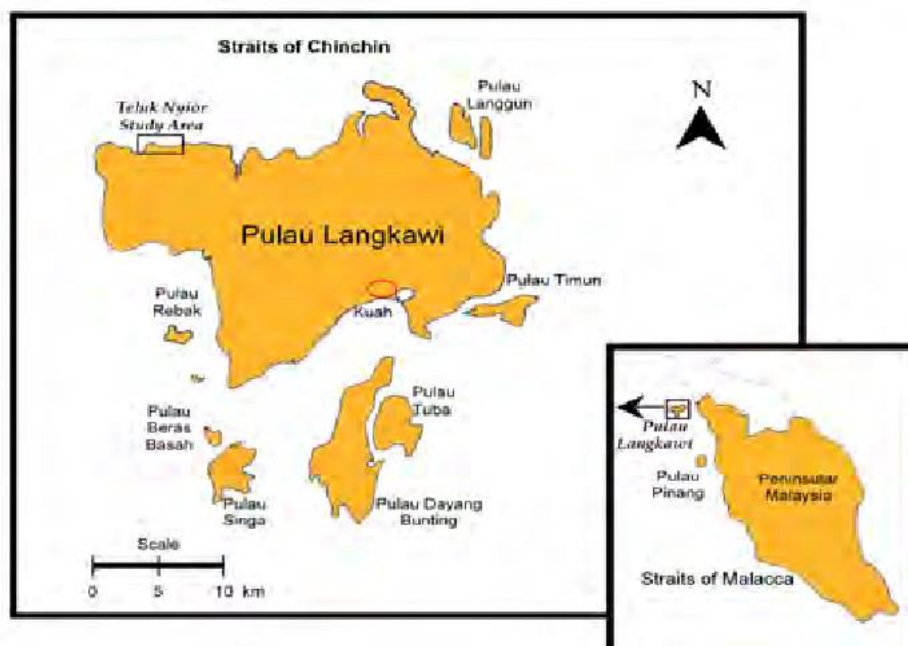 Straits of Chinchin
Teluk Nyior
Study Area
Pulau
Langgun
N
Pulau Langkawi
Pulau Timun
Kuah
Pulau
Rebak
Pulau
Tuba
Pulau
Beras
Basah
Pulau
Singa
Pulau Dayang
Bunting
Scale
0 5 10 km
Pulau
Langkawi
Pulau
Pinang
Peninsular
Malaysia
Straits of Malacca